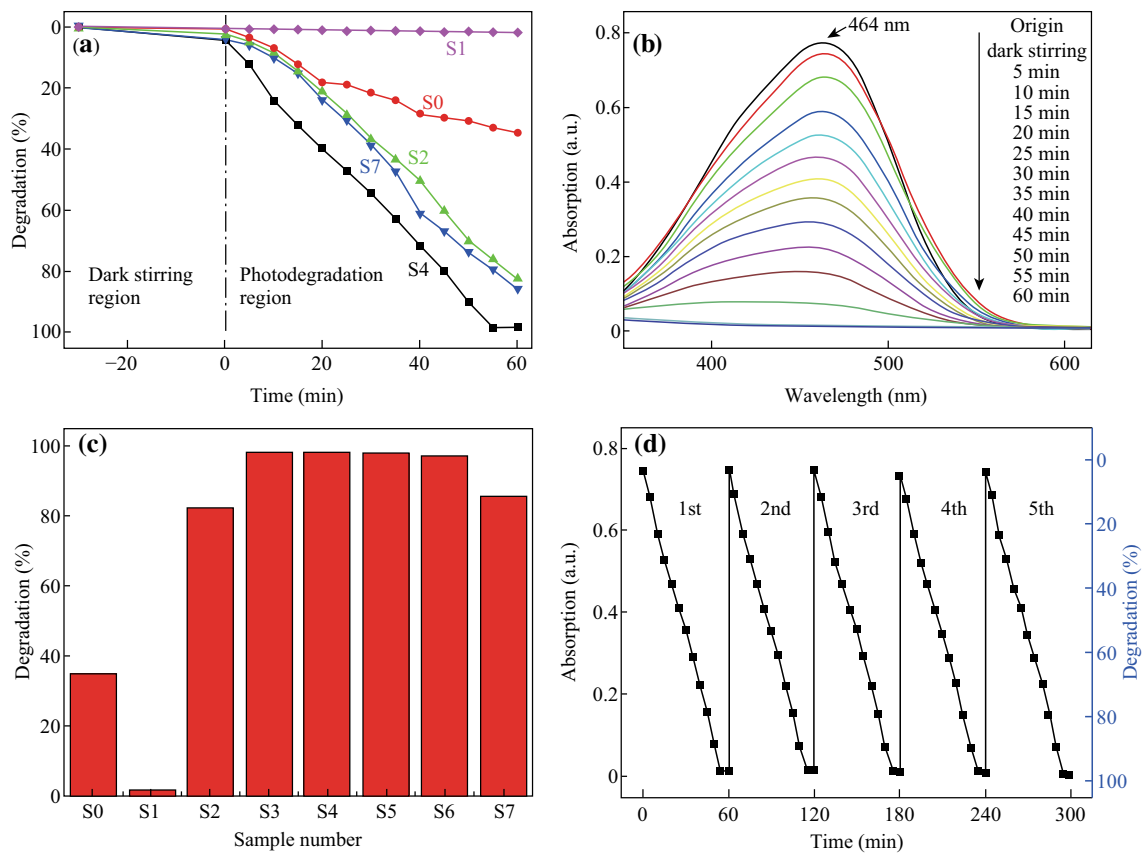 (a)
0
20
40
60
80
100
Degradation (%)
S1
S0
S2
S7
S4
Dark stirring
region
Photodegradation
region
−20
0
20
40
60
Time (min)
(b)
464 nm
Origin
dark stirring
5 min
10 min
15 min
20 min
25 min
30 min
35 min
40 min
45 min
50 min
55 min
60 min
0.8
0.6
0.4
0.2
0
Absorption (a.u.)
400
500
600
Wavelength (nm)
(c)
100
80
60
40
20
0
Degradation (%)
S0
S1
S2
S3
S4
S5
S6
S7
Sample number
(d)
0.8
0.6
0.4
0.2
0
Absorption (a.u.)
1st
2nd
3rd
4th
5th
0
20
40
60
80
100
Degradation (%)
0
60
120
180
240
300
Time (min)